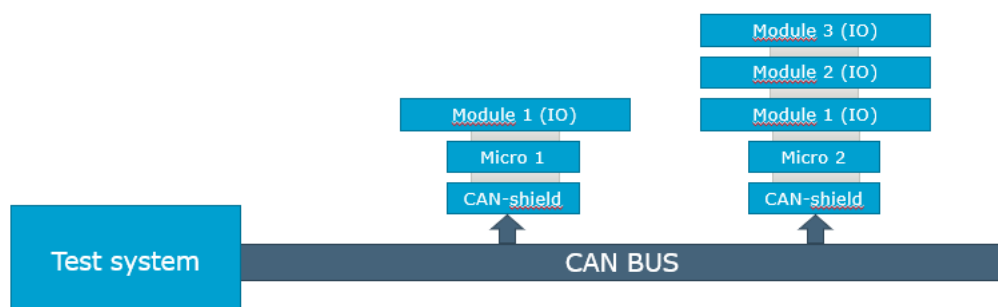 Module 3 (IO)
Module 2 (IO)
Module 1 (IO)
Module 1 (IO)
Micro 1
Micro 2
CAN-shield
CAN-shield
Test system
CAN BUS